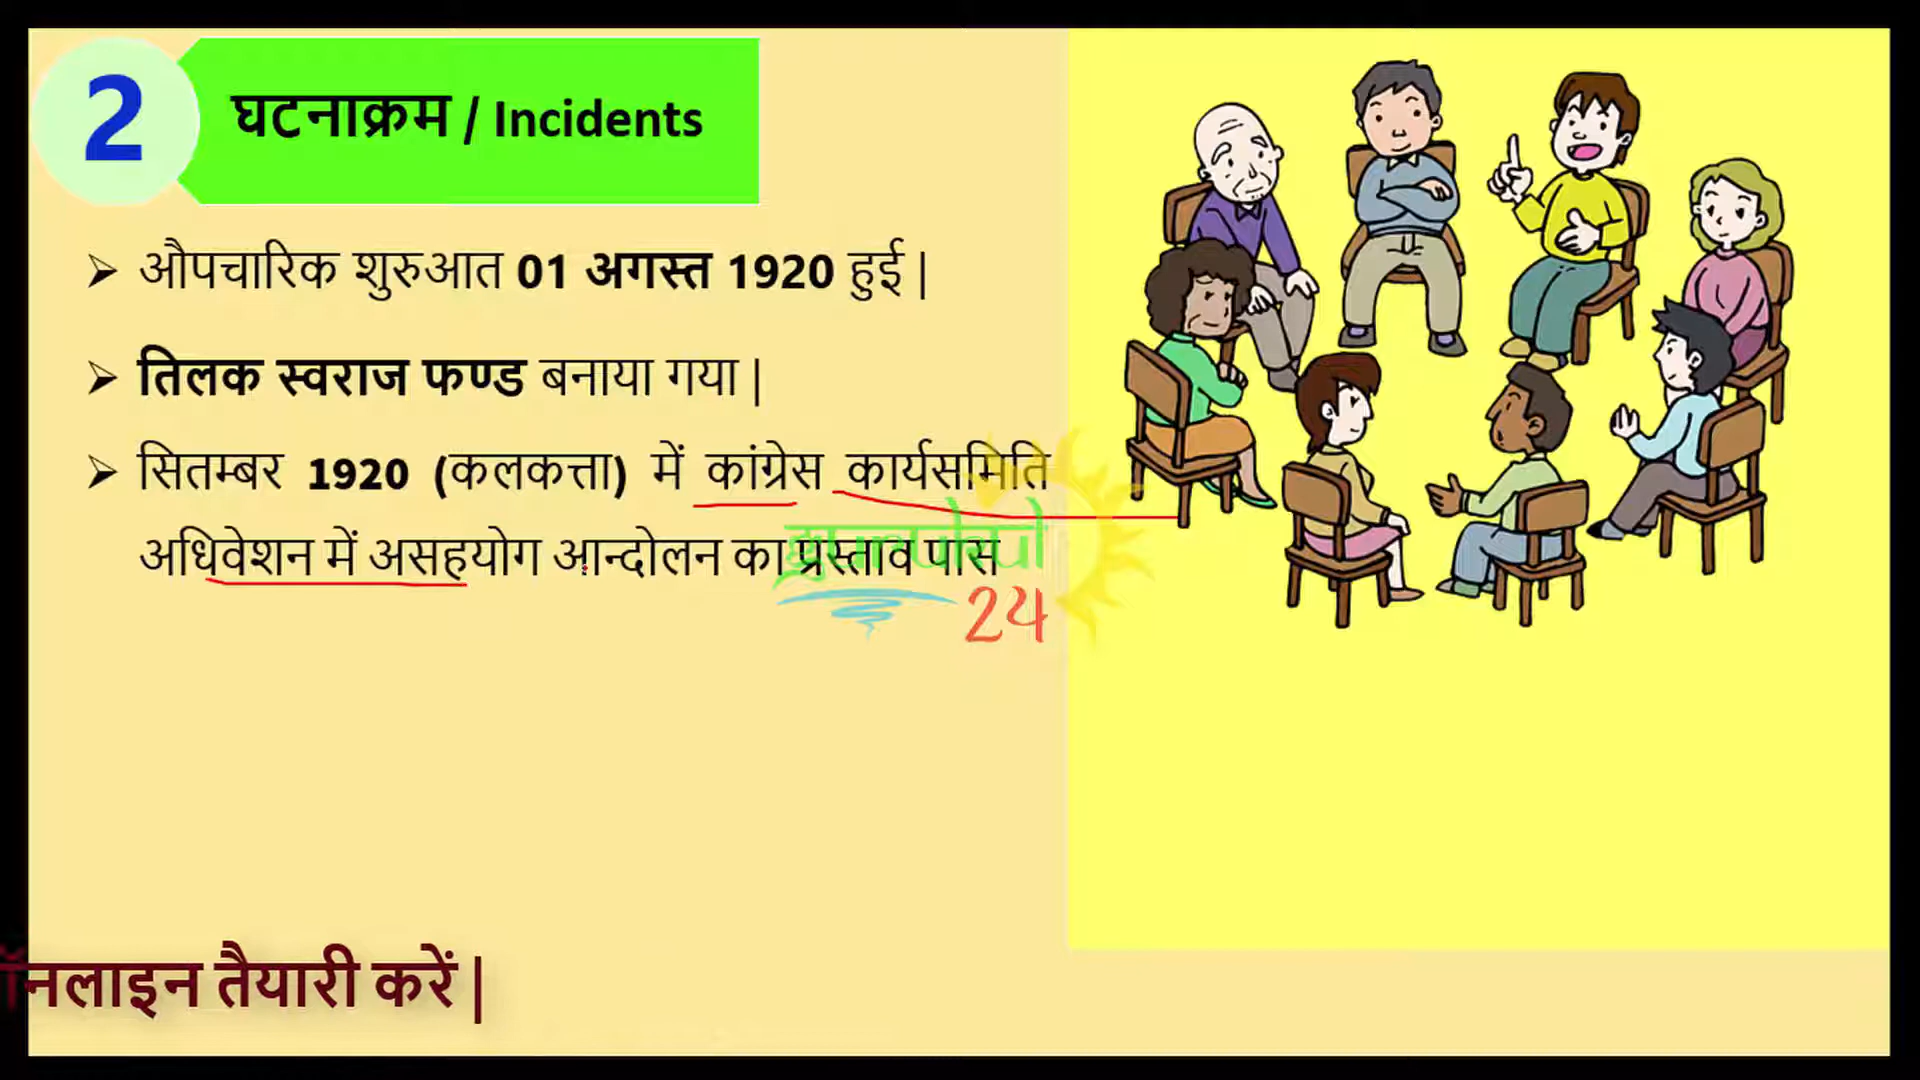 2
घटनाक्रम / Incidents
➢ औपचारिक शुरुआत 01 अगस्त 1920 हुई |
➢ तिलक स्वराज फण्ड बनाया गया |
➢ सितम्बर 1920 (कलकत्ता) में कांग्रेस कार्यसमिति
अधिवेशन में असहयोग आन्दोलन का प्रस्ताव पास
gurukul
24
ॉनलाइन तैयारी करें |